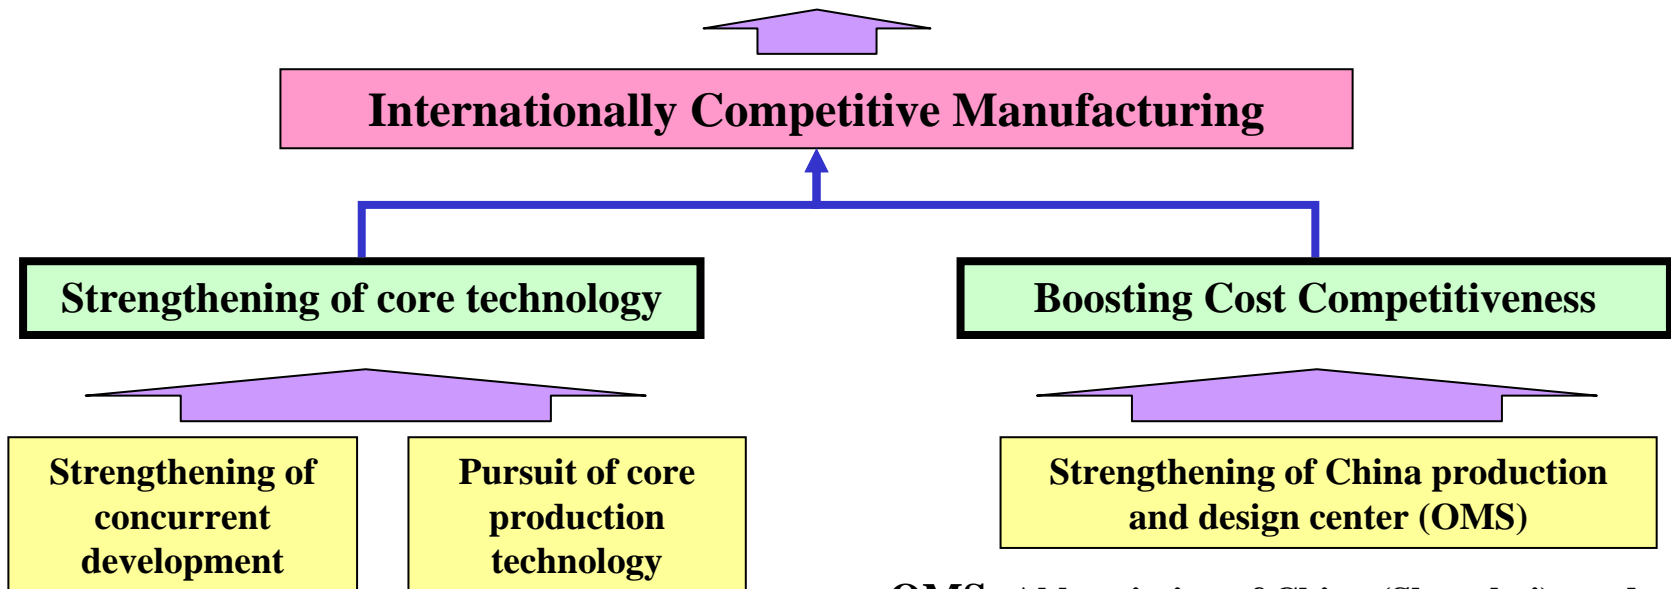 Internationally Competitive Manufacturing
Strengthening of core technology
Boosting Cost Competitiveness
Strengthening of
concurrent
development
Pursuit of core
production
technology
Strengthening of China production
and design center (OMS)